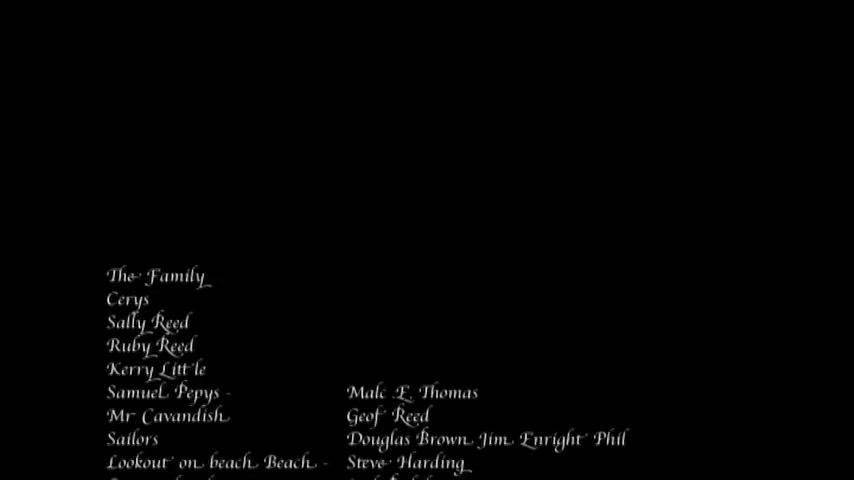 The Family
Cerys
Sally Reed
Ruby Reed
Kerry Little
Samuel Pepys - Malc .E. Thomas
Mr Cavandish Geof Reed
Sailors Douglas Brown Jim Enright Phil
Lookout on beach Beach - Steve Harding